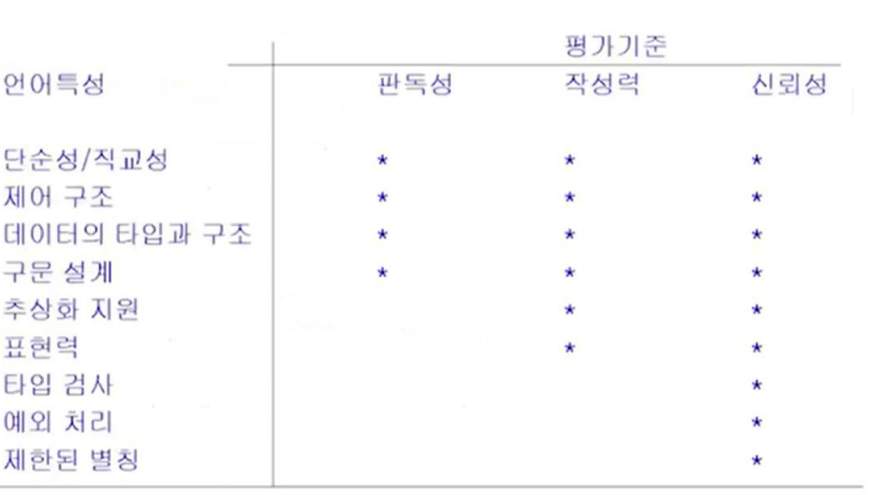 평가기준
언어특성 판독성 작성력 신뢰성
단순성/직교성 * * *
제어 구조 * * *
데이터의 타입과 구조 * * *
구문 설계 * * *
추상화 지원 * *
표현력 * *
타입 검사 *
예외 처리 *
제한된 별칭 *